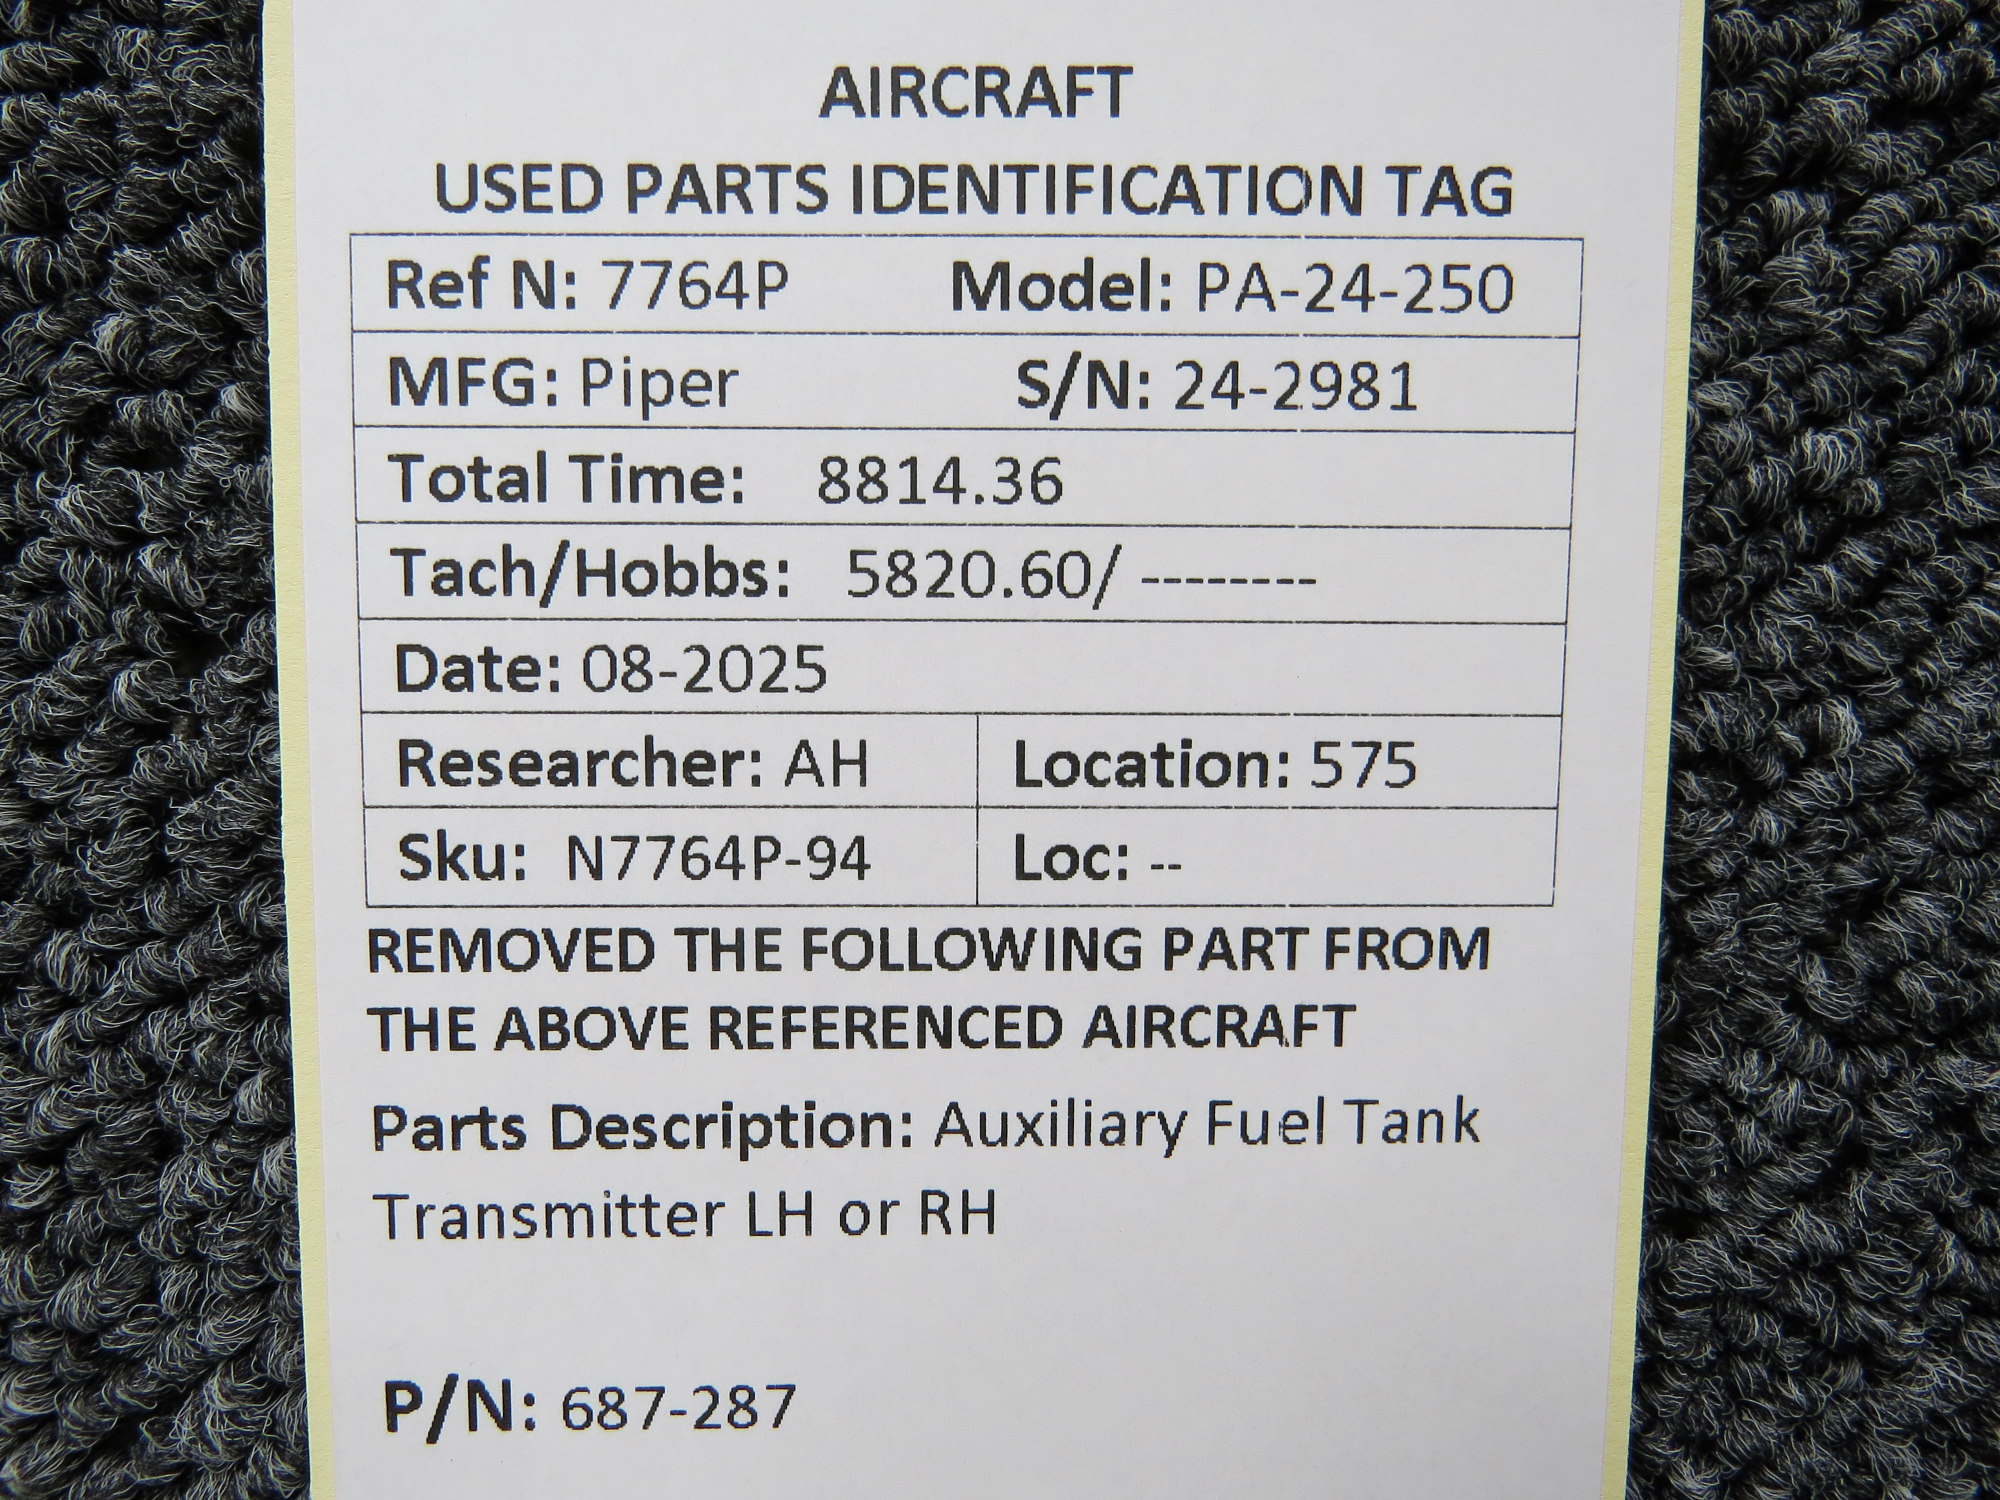 AIRCRAFT
USED PARTS IDENTIFICATION TAG
Ref N: 7764P Model: PA-24-250
MFG: Piper S/N: 24-2981
Total Time: 8814.36
Tach/Hobbs: 5820.60/ --------
Date: 08-2025
Researcher: AH Location: 575
Sku: N7764P-94 Loc: --
REMOVED THE FOLLOWING PART FROM
THE ABOVE REFERENCED AIRCRAFT
Parts Description: Auxiliary Fuel Tank
Transmitter LH or RH
P/N: 687-287